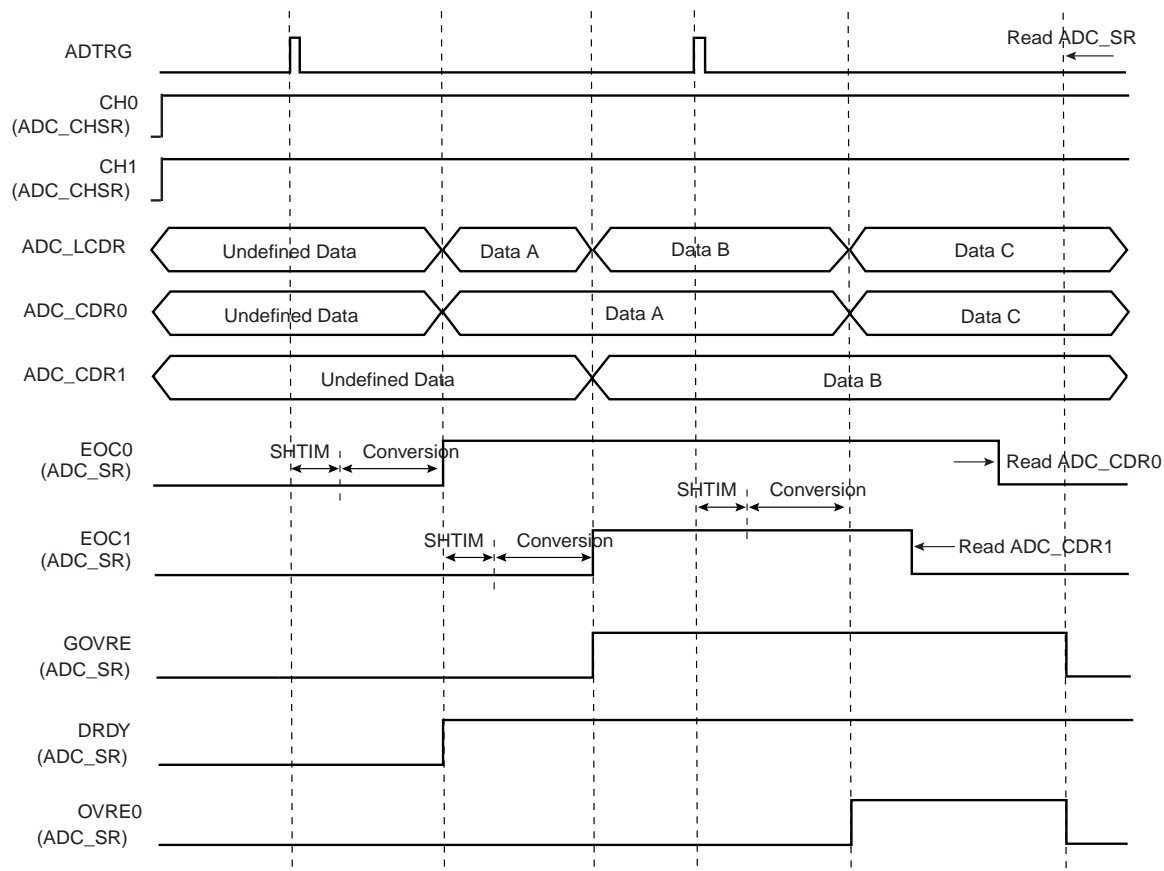 ADTRG
Read ADC_SR
CH0
(ADC_CHSR)
CH1
(ADC_CHSR)
ADC_LCDR
Undefined Data
Data A
Data B
Data C
ADC_CDR0
Undefined Data
Data A
Data C
ADC_CDR1
Undefined Data
Data B
EOC0
(ADC_SR)
SHTIM
Conversion
Read ADC_CDR0
SHTIM
Conversion
EOC1
(ADC_SR)
SHTIM
Conversion
Read ADC_CDR1
GOVRE
(ADC_SR)
DRDY
(ADC_SR)
OVRE0
(ADC_SR)